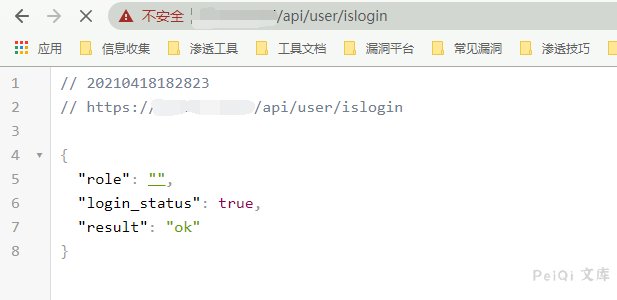 不安全 /api/user/islogin
应用 信息收集 渗透工具 工具文档 漏洞平台 常见漏洞 渗透技巧
1 // 20210418182823
2 // https:// /api/user/islogin
3
4 {
5 "role": "",
6 "login_status": true,
7 "result": "ok"
8 }
PeiQi 文库